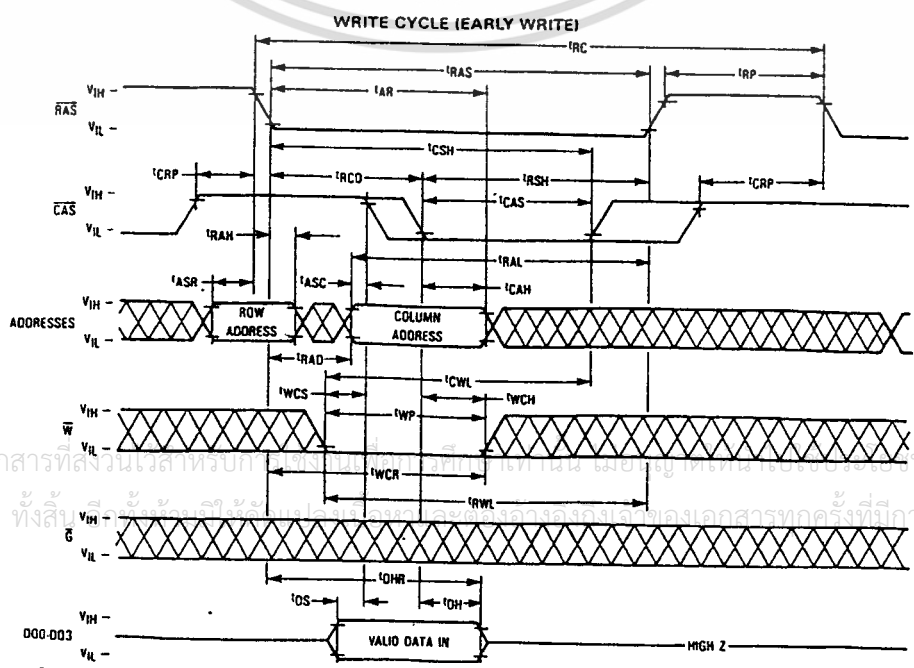 WRITE CYCLE (EARLY WRITE)
tRC
tRAS
tRP
tAR
VIH
RAS
VIL
tCSH
tCRP
tRCD
tRSH
tCRP
VIH
tCAS
CAS
VIL
tRAH
tRAL
tASR
tASC
tCAH
VIH
ADDRESSES
ROW ADDRESS
COLUMN ADDRESS
VIL
tRAD
tCWL
tWCS
tWCH
VIH
tWP
W
VIL
tWCR
tRWL
VIH
G
VIL
tDHR
tDS
tDH
VIH
DQ0-DQ3
VALID DATA IN
HIGH Z
VIL